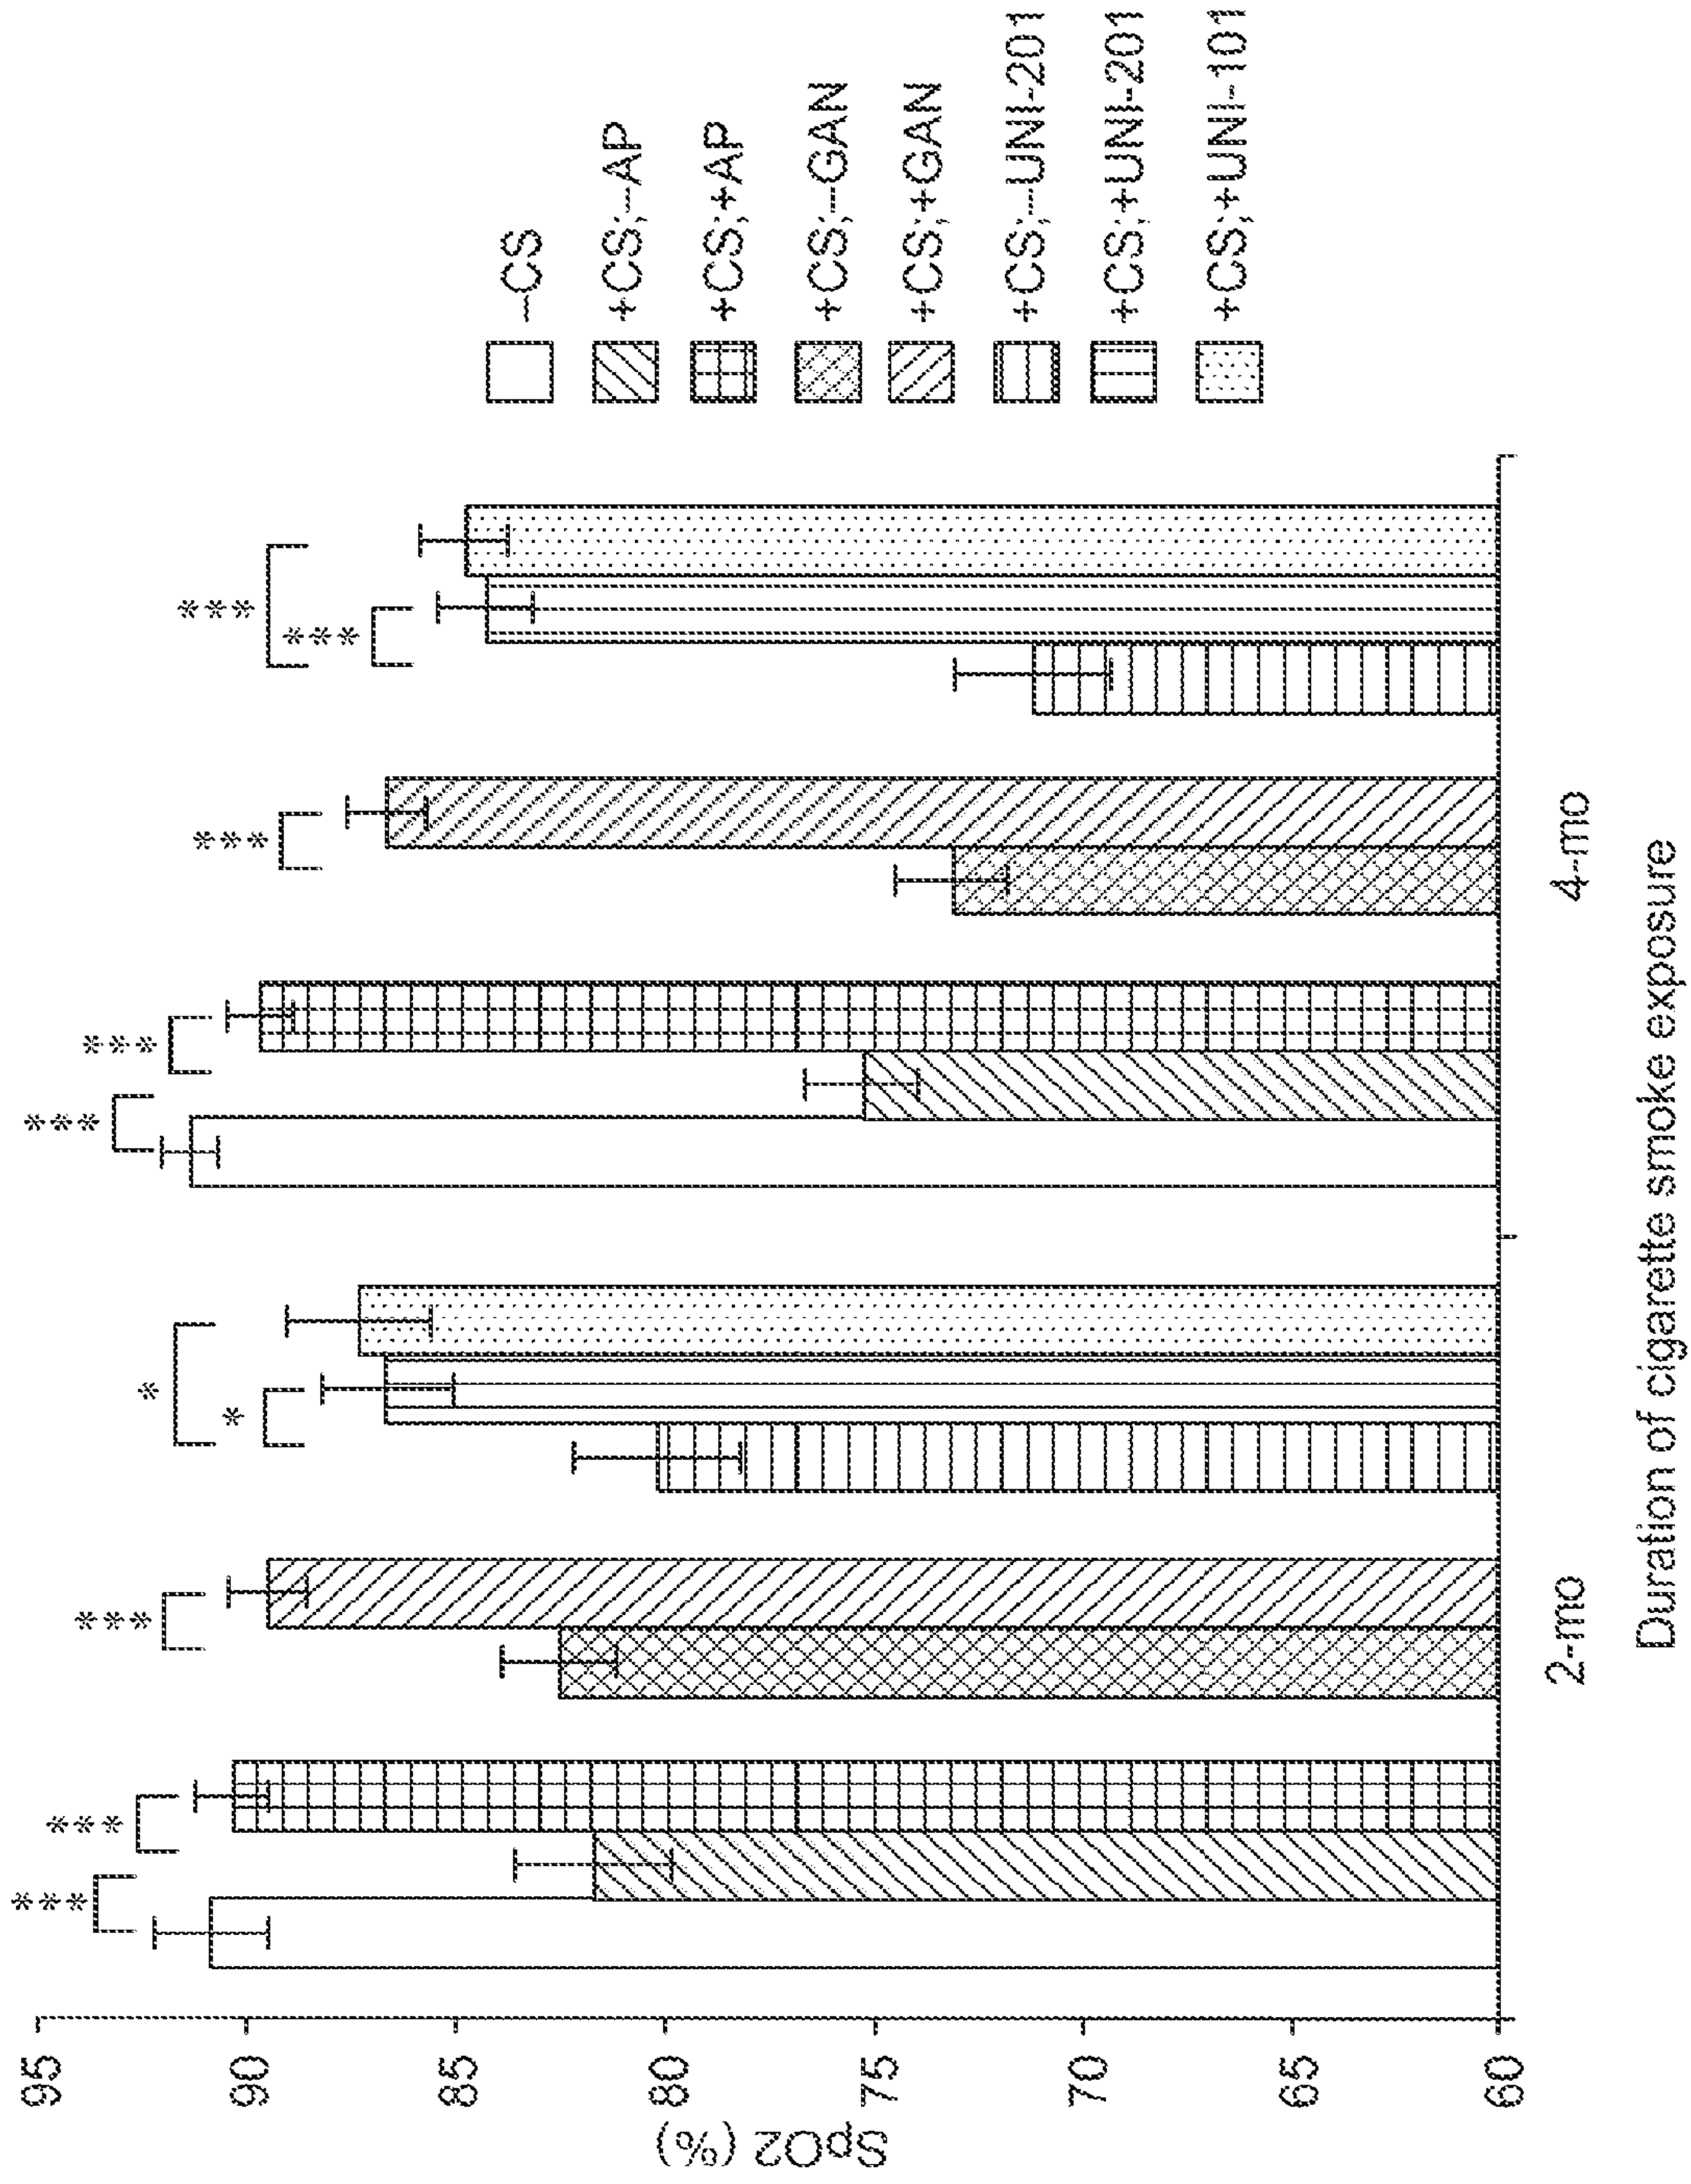 SpO2 (%)
95
90
85
80
75
70
65
60
***
***
***
*
*
***
***
***
***
***
2-mo
4-mo
Duration of cigarette smoke exposure
–CS
+CS;–AP
+CS;+AP
+CS;–GAN
+CS;+GAN
+CS;–UNI-201
+CS;+UNI-201
+CS;+UNI-101